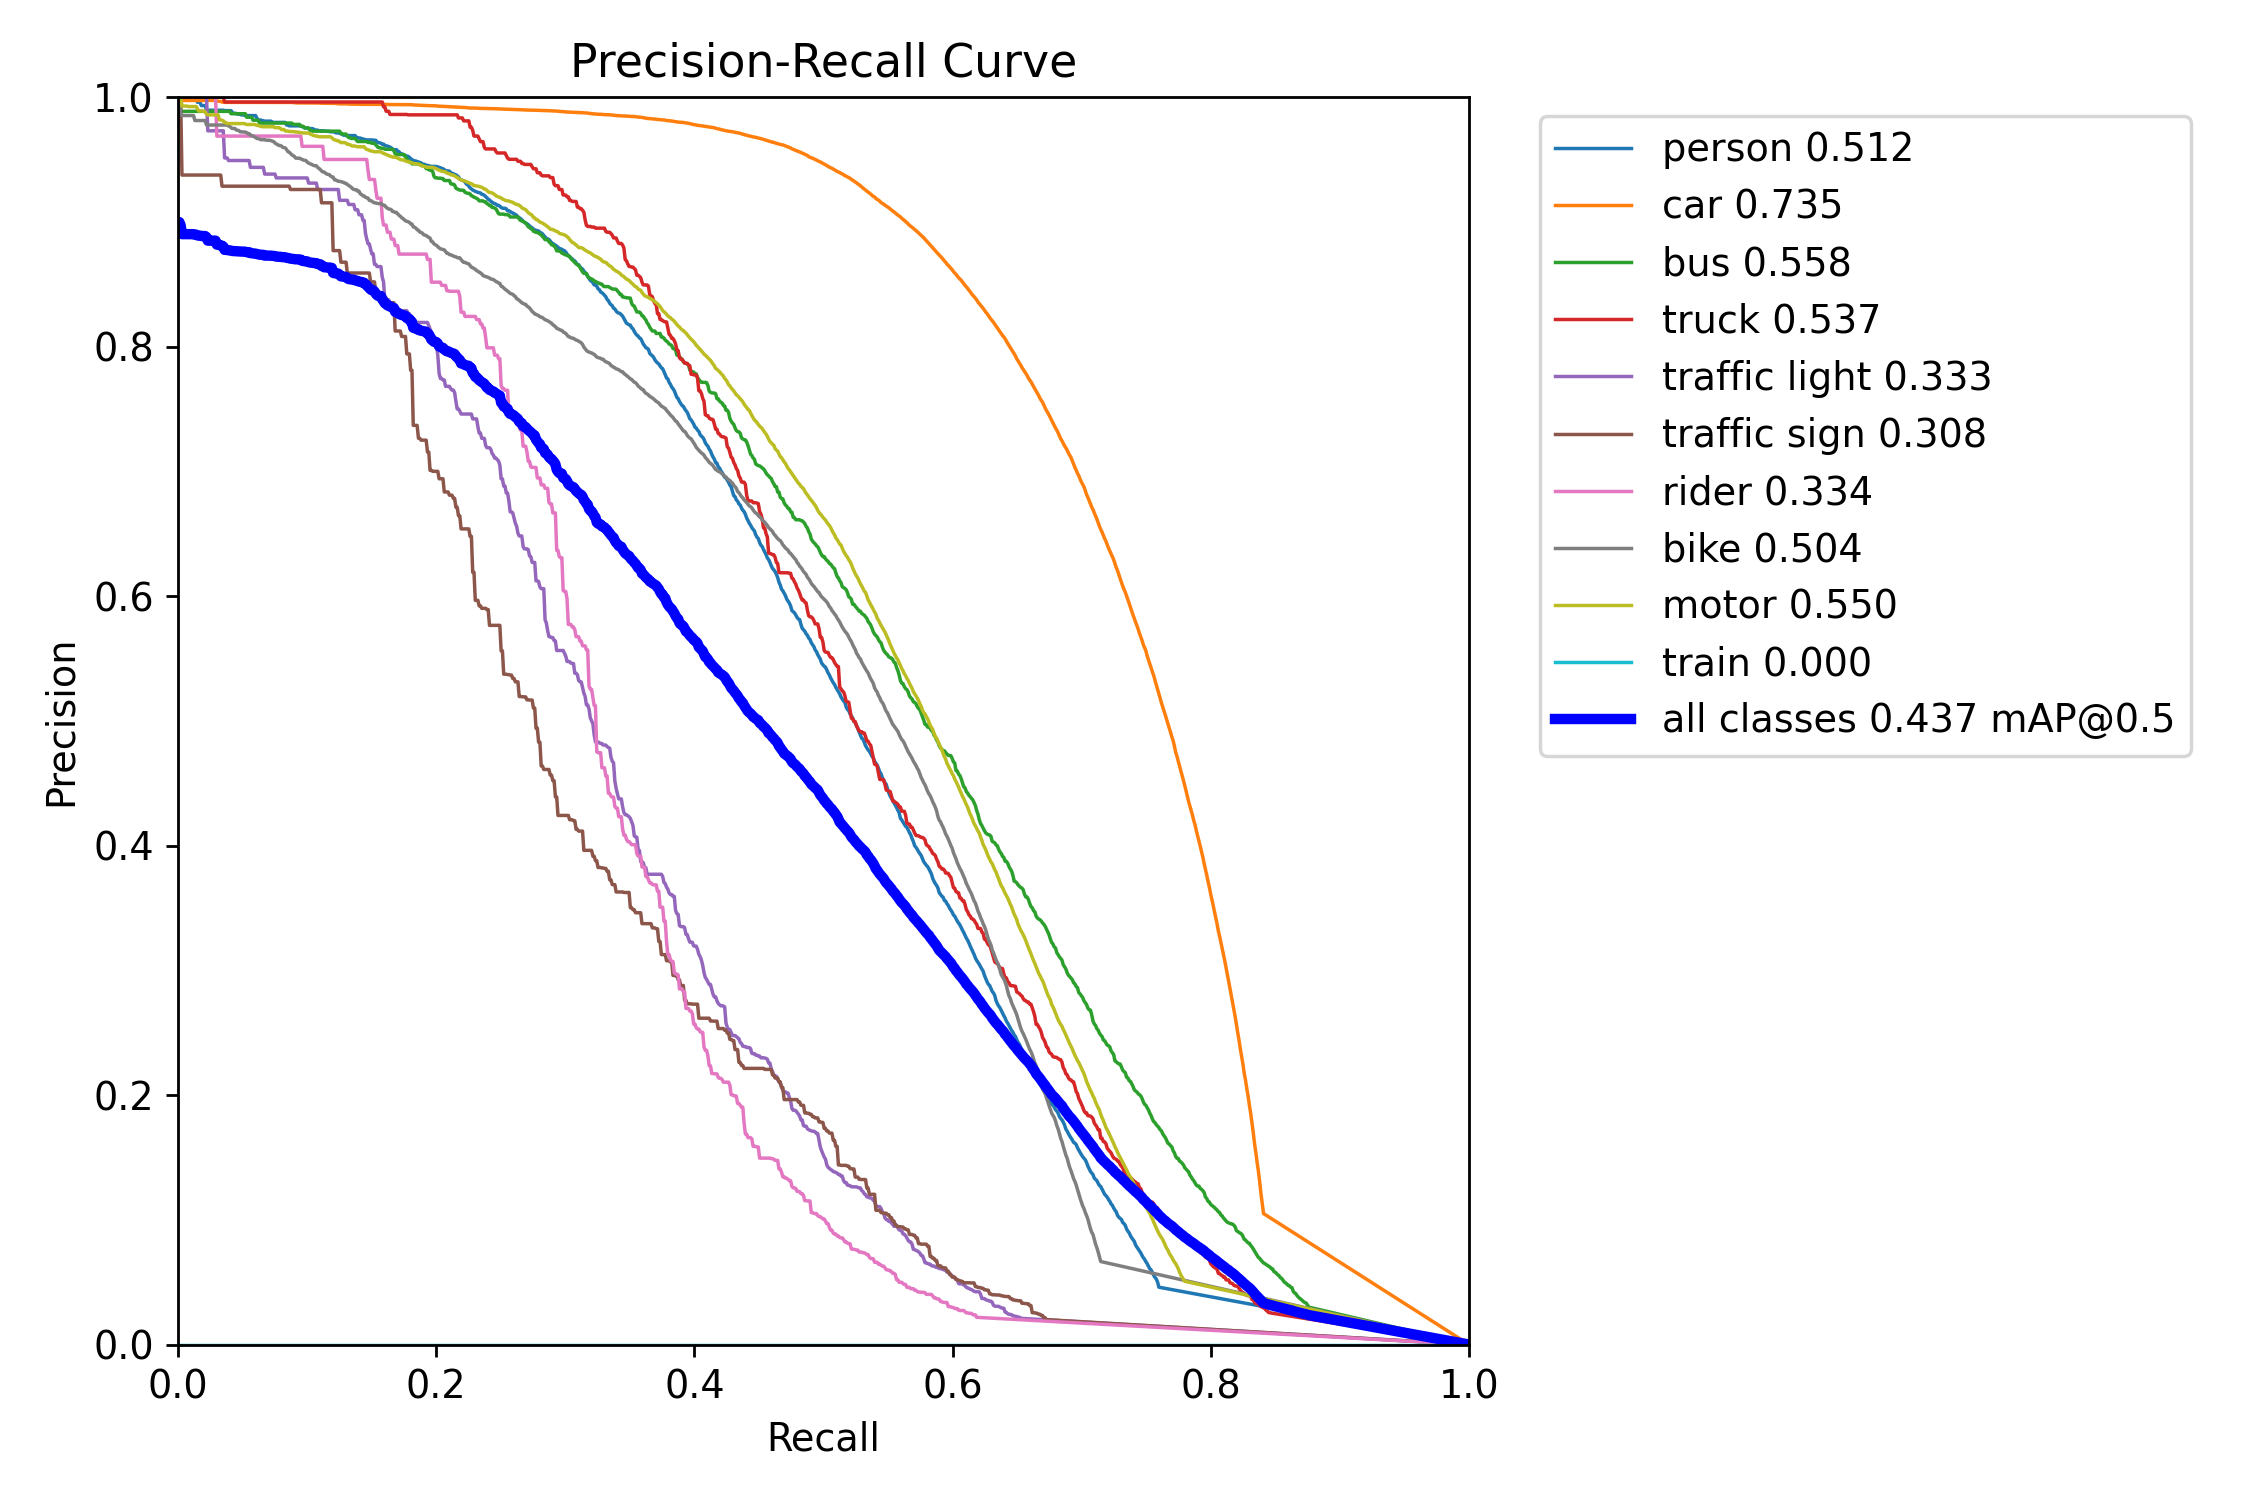 Precision-Recall Curve
1.0
0.8
0.6
0.4
0.2
0.0
Precision
0.0 0.2 0.4 0.6 0.8 1.0
Recall
person 0.512
car 0.735
bus 0.558
truck 0.537
traffic light 0.333
traffic sign 0.308
rider 0.334
bike 0.504
motor 0.550
train 0.000
all classes 0.437 mAP@0.5